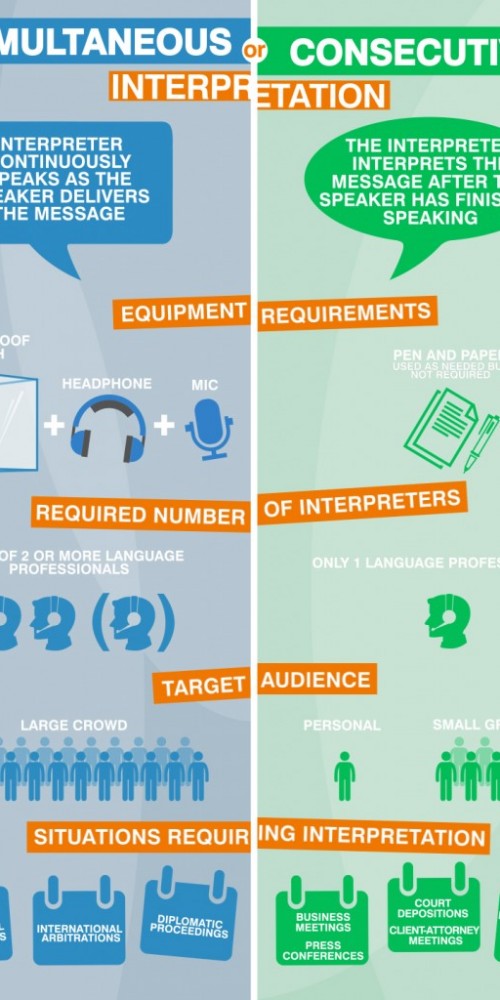 MULTANEOUS or CONSECUTIV
INTERPRETATION
NTERPRETER
ONTINUOUSLY
PEAKS AS THE
EAKER DELIVERS
THE MESSAGE
THE INTERPRETE
INTERPRETS TH
MESSAGE AFTER T
SPEAKER HAS FINIS
SPEAKING
EQUIPMENT REQUIREMENTS
OOF
H
HEADPHONE
MIC
+
+
PEN AND PAPE
USED AS NEEDED BU
NOT REQUIRED
REQUIRED NUMBER OF INTERPRETERS
OF 2 OR MORE LANGUAGE
PROFESSIONALS
ONLY 1 LANGUAGE PROFES
TARGET AUDIENCE
LARGE CROWD
PERSONAL
SMALL GR
SITUATIONS REQUIRING INTERPRETATION
INTERNATIONAL
ARBITRATIONS
DIPLOMATIC
PROCEEDINGS
BUSINESS
MEETINGS
PRESS
CONFERENCES
COURT
DEPOSITIONS
CLIENT-ATTORNEY
MEETINGS